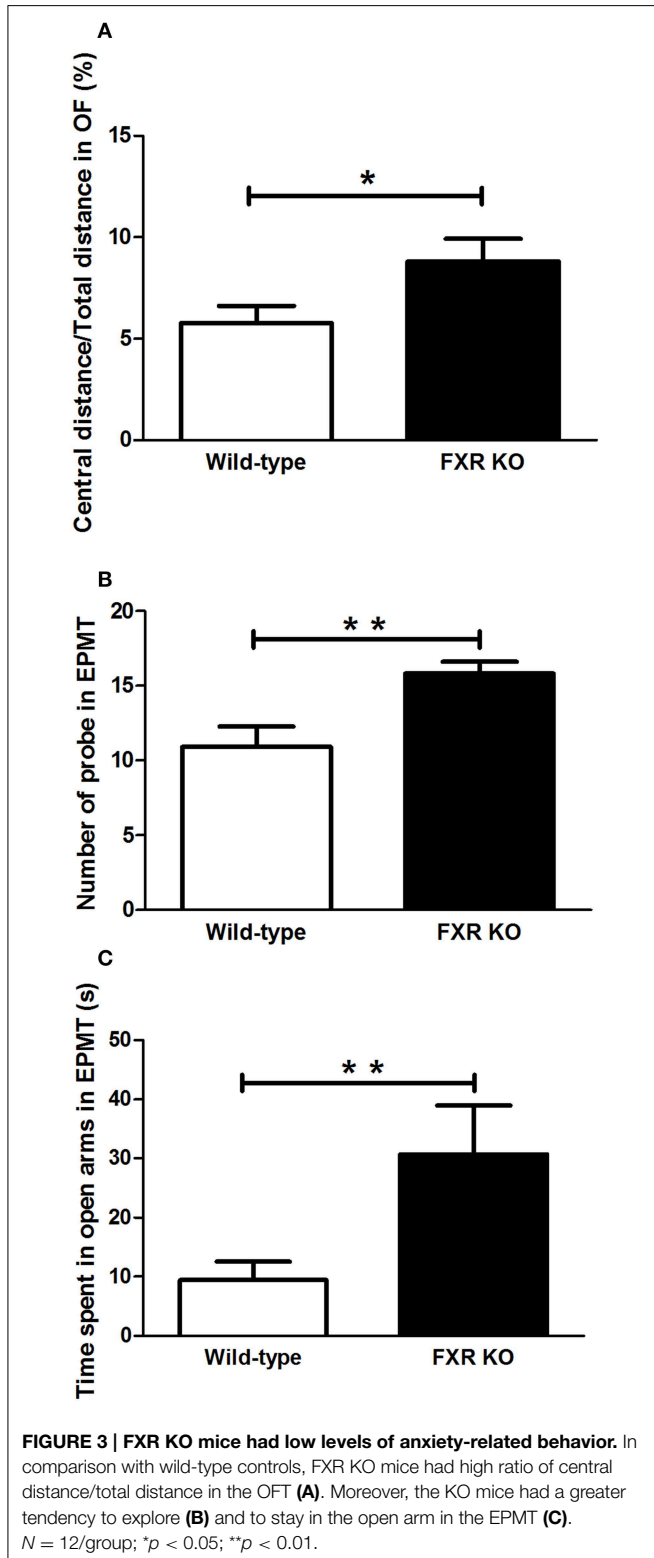 A
Central distance/Total distance in OF (%)
15
10
5
0
*
Wild-type FXR KO
B
Number of probe in EPMT
20
15
10
5
0
* *
Wild-type FXR KO
C
Time spent in open arms in EPMT (s)
50
40
30
20
10
0
* *
Wild-type FXR KO
FIGURE 3 | FXR KO mice had low levels of anxiety-related behavior. In
comparison with wild-type controls, FXR KO mice had high ratio of central
distance/total distance in the OFT (A). Moreover, the KO mice had a greater
tendency to explore (B) and to stay in the open arm in the EPMT (C).
N = 12/group; *p < 0.05; **p < 0.01.